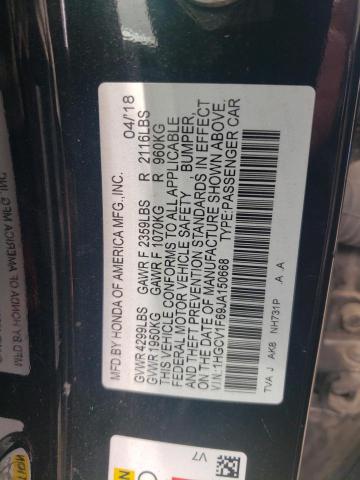 MFD BY HONDA OF AMERICA MFG.,INC. 04/18
GVWR 4299LBS GAWR F 2359LBS R 2116LBS
GVWR 1950KG GAWR F 1070KG R 960KG
THIS VEHICLE CONFORMS TO ALL APPLICABLE
FEDERAL MOTOR VEHICLE SAFETY, BUMPER,
AND THEFT PREVENTION STANDARDS IN EFFECT
ON THE DATE OF MANUFACTURE SHOWN ABOVE.
V.I.N.:1HGCV1F69JA150668 TYPE:PASSENGER CAR
TVA J AK8 NH731P A A
V7